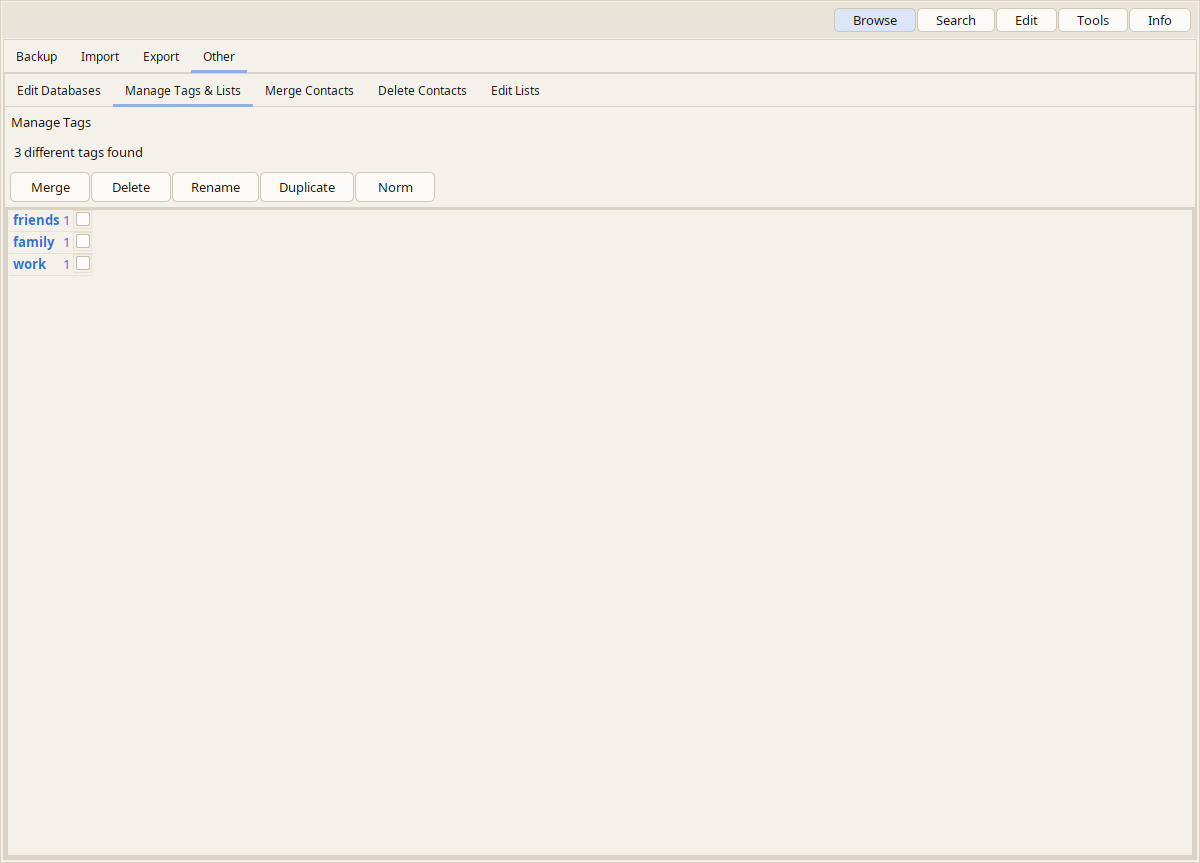 Browse Search Edit Tools Info
Backup Import Export Other
Edit Databases Manage Tags & Lists Merge Contacts Delete Contacts Edit Lists
Manage Tags
3 different tags found
Merge Delete Rename Duplicate Norm
friends 1
family 1
work 1